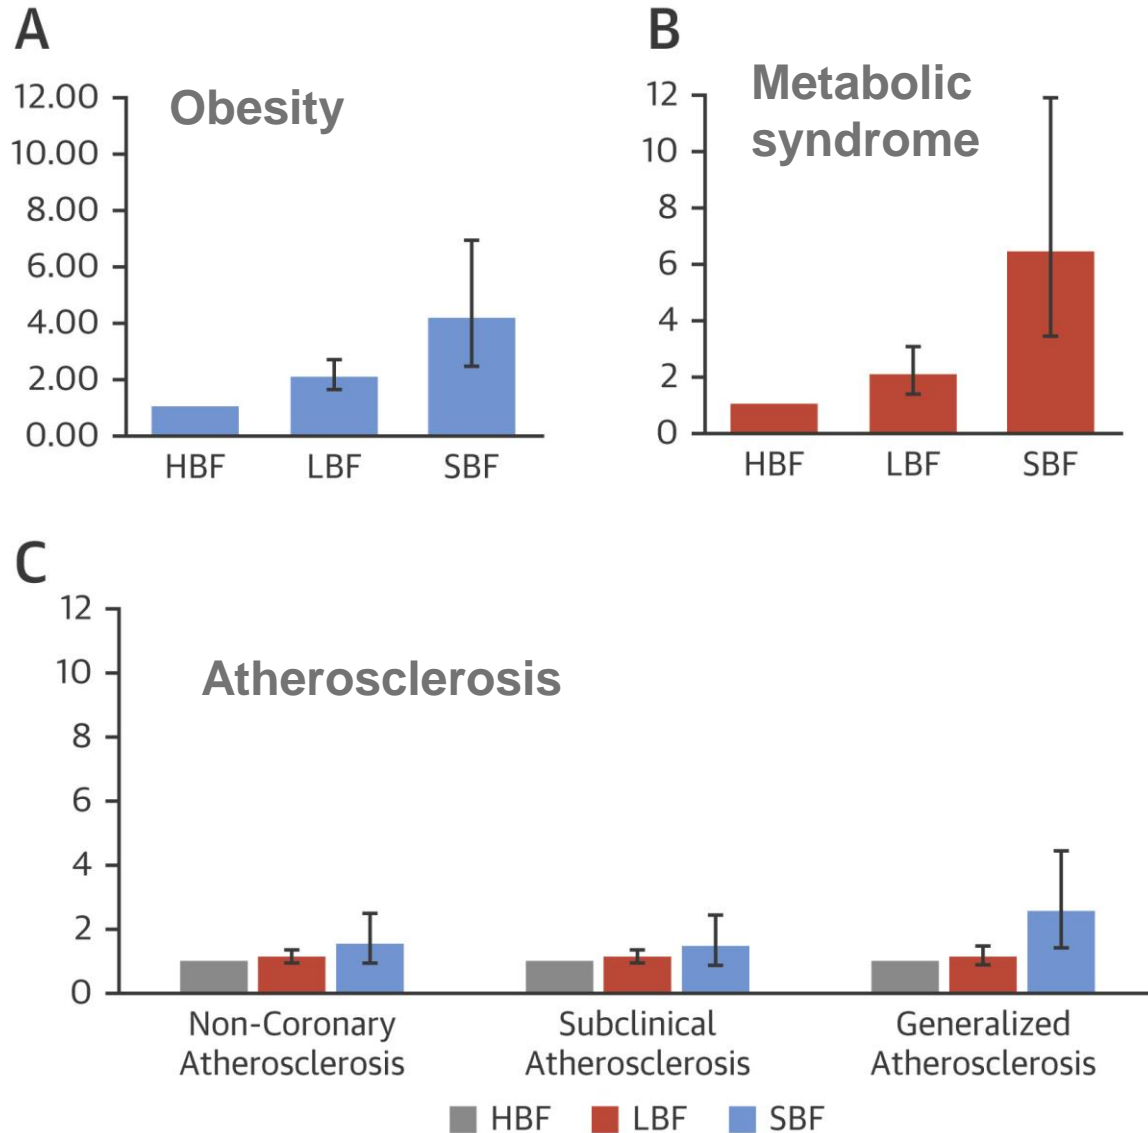 A
Obesity
12.00
10.00
8.00
6.00
4.00
2.00
0.00
HBF LBF SBF
B
Metabolic
syndrome
12
10
8
6
4
2
0
HBF LBF SBF
C
Atherosclerosis
12
10
8
6
4
2
0
Non-Coronary
Atherosclerosis
Subclinical
Atherosclerosis
Generalized
Atherosclerosis
HBF LBF SBF